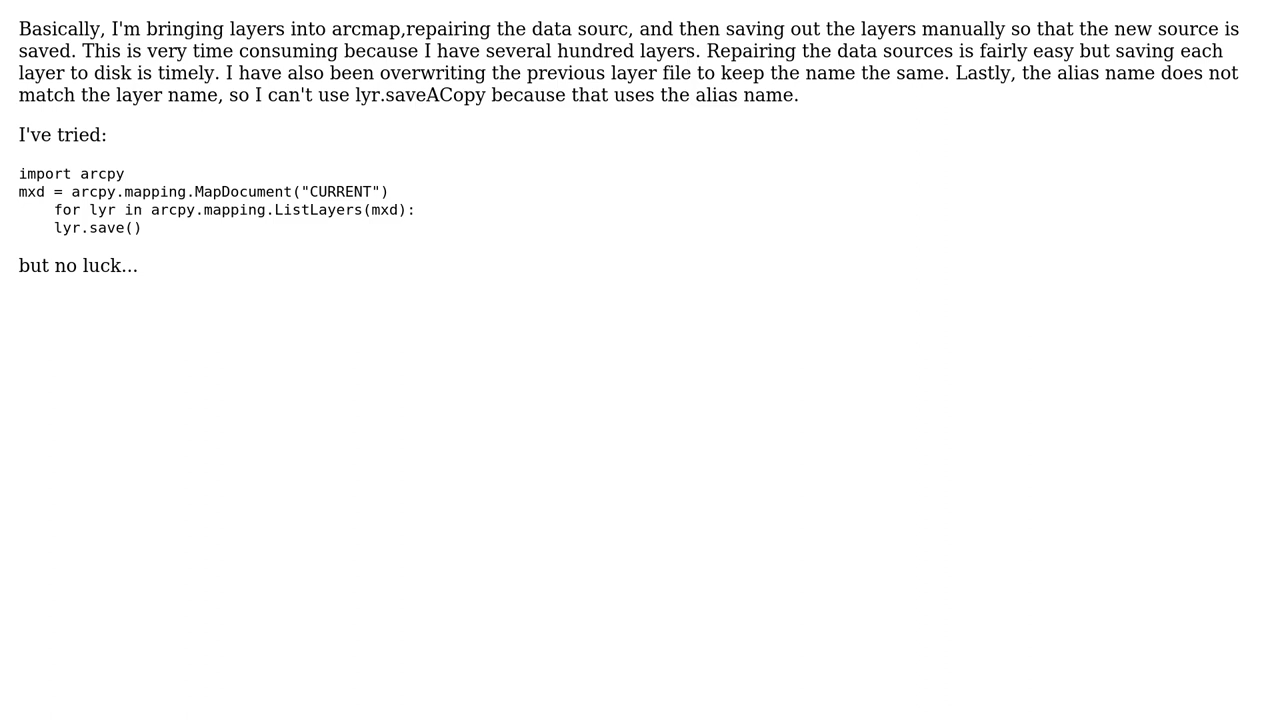 Basically, I'm bringing layers into arcmap,repairing the data sourc, and then saving out the layers manually so that the new source is
saved. This is very time consuming because I have several hundred layers. Repairing the data sources is fairly easy but saving each
layer to disk is timely. I have also been overwriting the previous layer file to keep the name the same. Lastly, the alias name does not
match the layer name, so I can't use lyr.saveACopy because that uses the alias name.
I've tried:
import arcpy
mxd = arcpy.mapping.MapDocument("CURRENT")
    for lyr in arcpy.mapping.ListLayers(mxd):
    lyr.save()
but no luck...